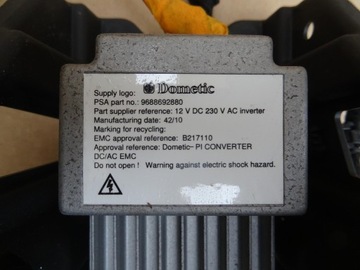 Supply logo: Dometic
PSA part no.: 9688692880
Part supplier reference: 12 V DC 230 V AC inverter
Manufacturing date: 42/10
Marking for recycling:
EMC approval reference: B217110
Approval reference: Dometic– PI CONVERTER
DC/AC EMC
Do not open ! Warning against electric shock hazard.